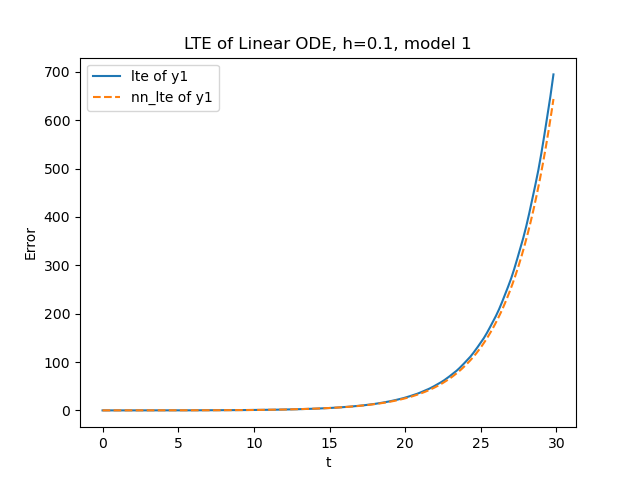 LTE of Linear ODE, h=0.1, model 1
lte of y1
nn_lte of y1
Error
700
600
500
400
300
200
100
0
0 5 10 15 20 25 30
t